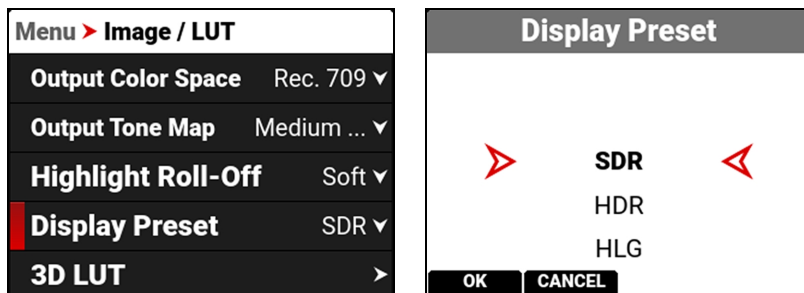 Menu > Image / LUT
Output Color Space Rec. 709
Output Tone Map Medium ...
Highlight Roll-Off Soft
Display Preset SDR
3D LUT
Display Preset
SDR
HDR
HLG
OK CANCEL